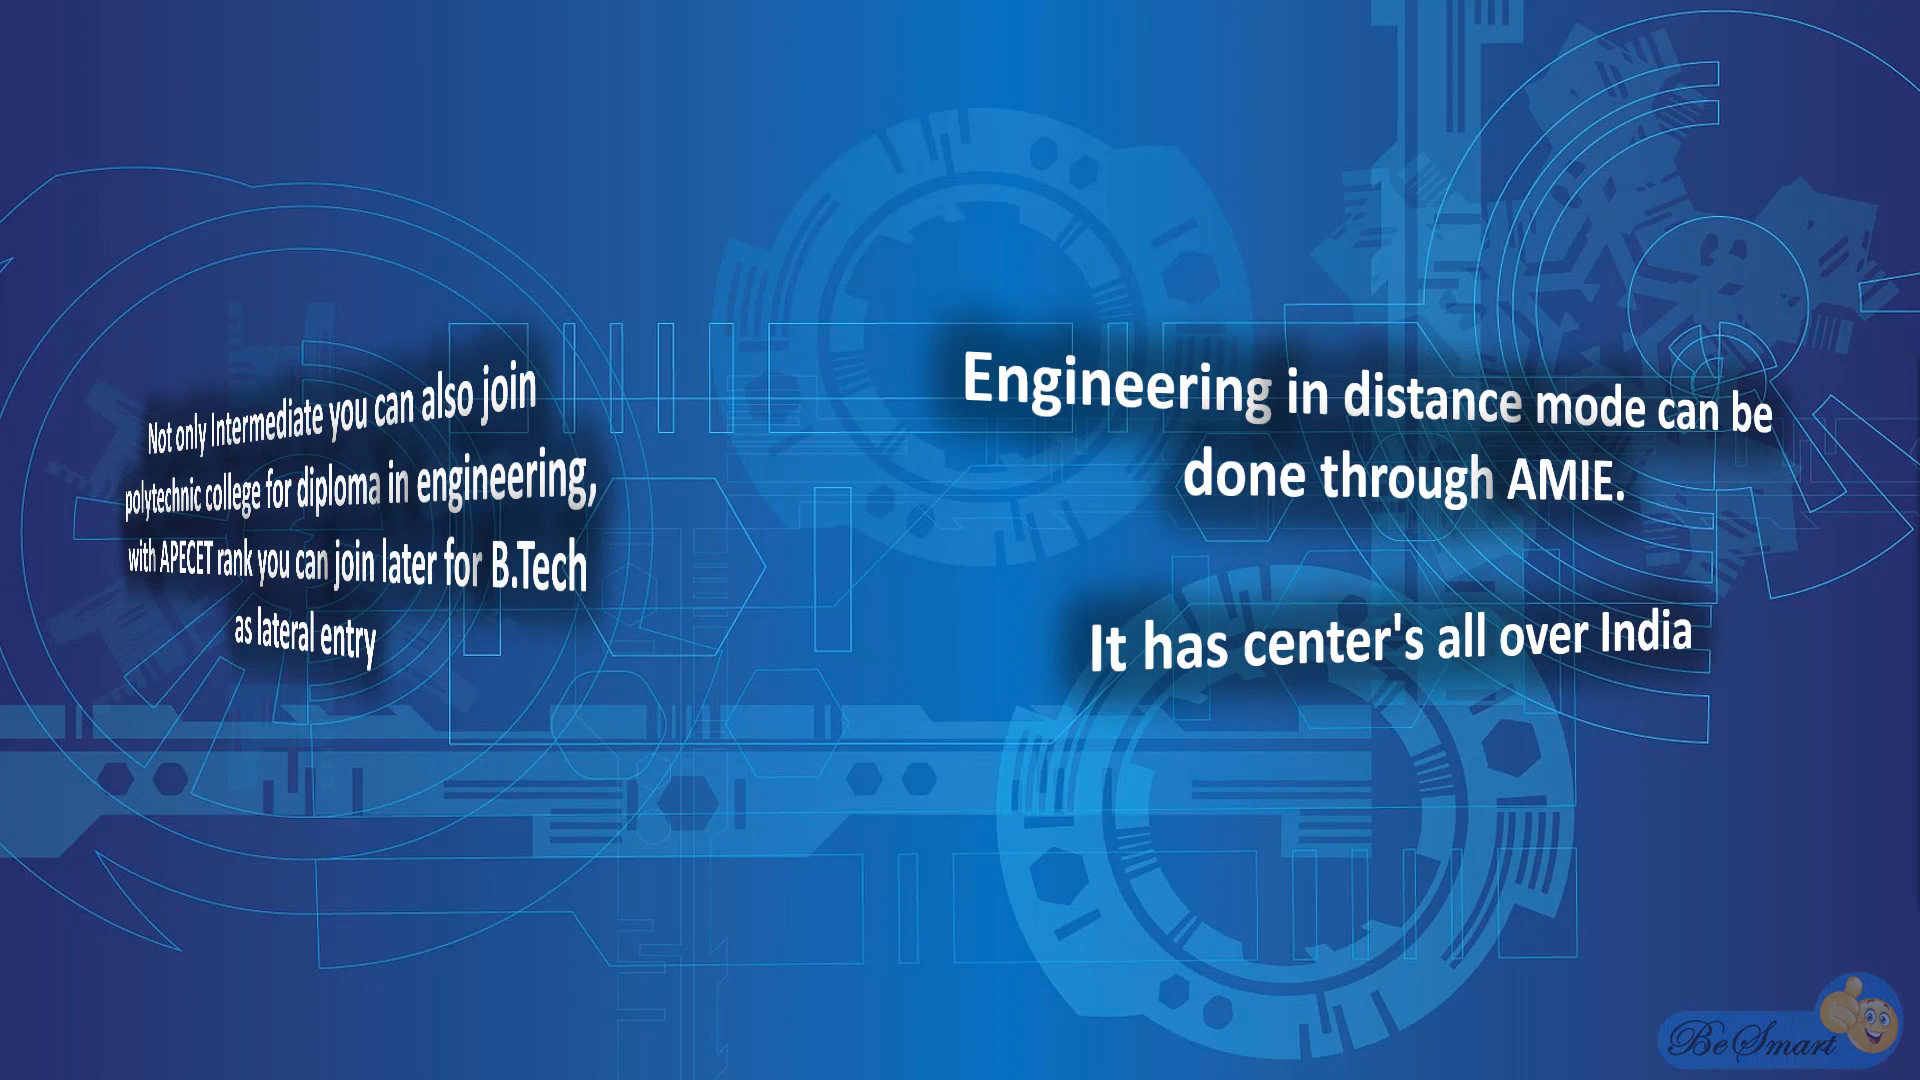 Not only Intermediate you can also join
polytechnic college for diploma in engineering,
with APECET rank you can join later for B.Tech
as lateral entry
Engineering in distance mode can be
done through AMIE.
It has center's all over India
BeSmart